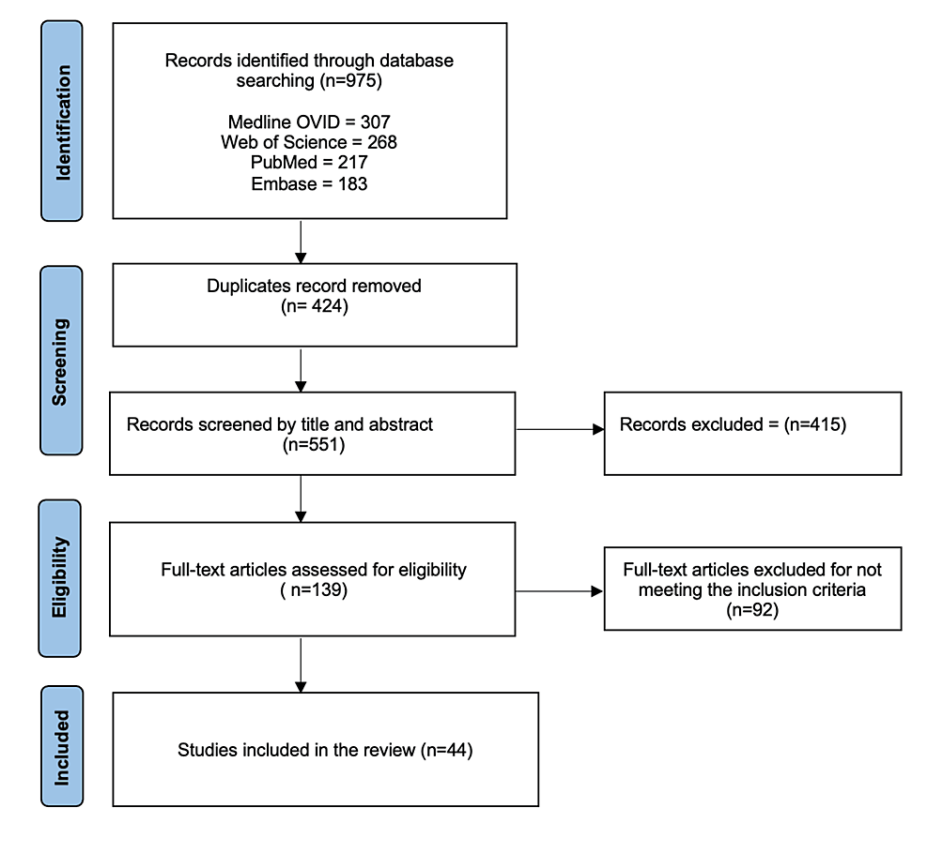 Identification
Records identified through database
searching (n=975)
Medline OVID = 307
Web of Science = 268
PubMed = 217
Embase = 183
Screening
Duplicates record removed
(n= 424)
Records screened by title and abstract
(n=551)
Records excluded = (n=415)
Eligibility
Full-text articles assessed for eligibility
( n=139)
Full-text articles excluded for not
meeting the inclusion criteria
(n=92)
Included
Studies included in the review (n=44)